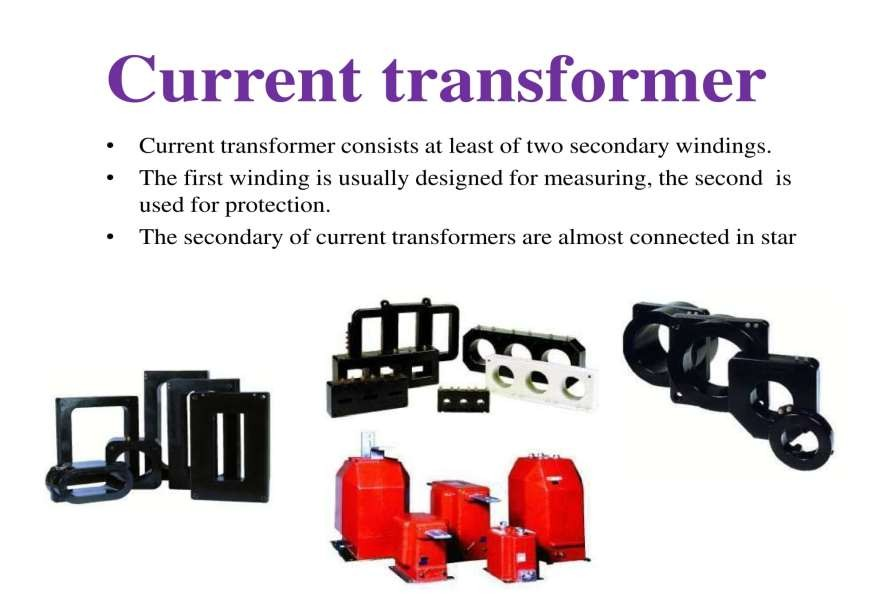 Current transformer
• Current transformer consists at least of two secondary windings.
• The first winding is usually designed for measuring, the second is
used for protection.
• The secondary of current transformers are almost connected in star